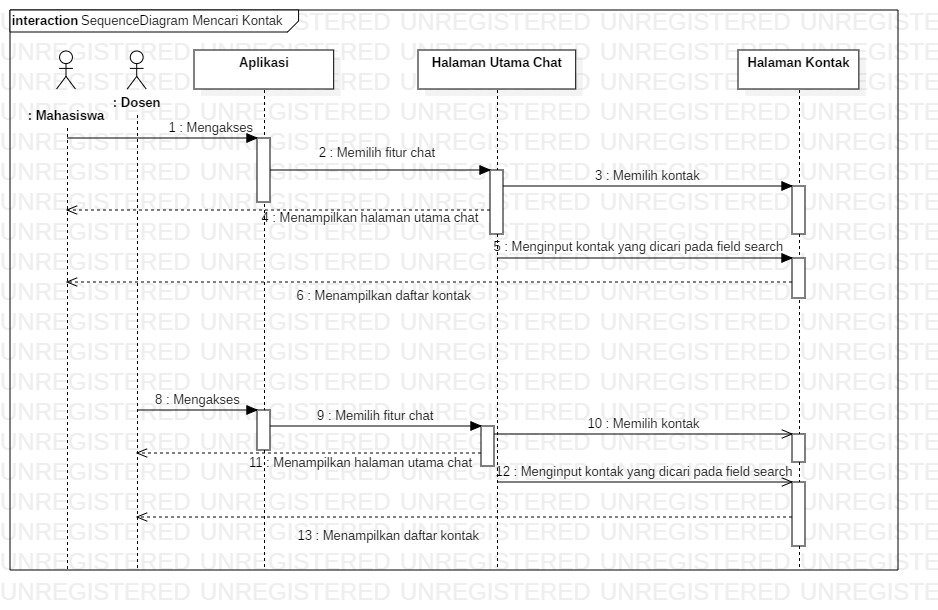 interaction SequenceDiagram Mencari Kontak
Aplikasi
Halaman Utama Chat
Halaman Kontak
: Dosen
: Mahasiswa
1 : Mengakses
2 : Memilih fitur chat
3 : Memilih kontak
4 : Menampilkan halaman utama chat
5 : Menginput kontak yang dicari pada field search
6 : Menampilkan daftar kontak
8 : Mengakses
9 : Memilih fitur chat
10 : Memilih kontak
11 : Menampilkan halaman utama chat
12 : Menginput kontak yang dicari pada field search
13 : Menampilkan daftar kontak
UNREGISTERED UNREGISTERED UNREGISTERED UNREGISTERED